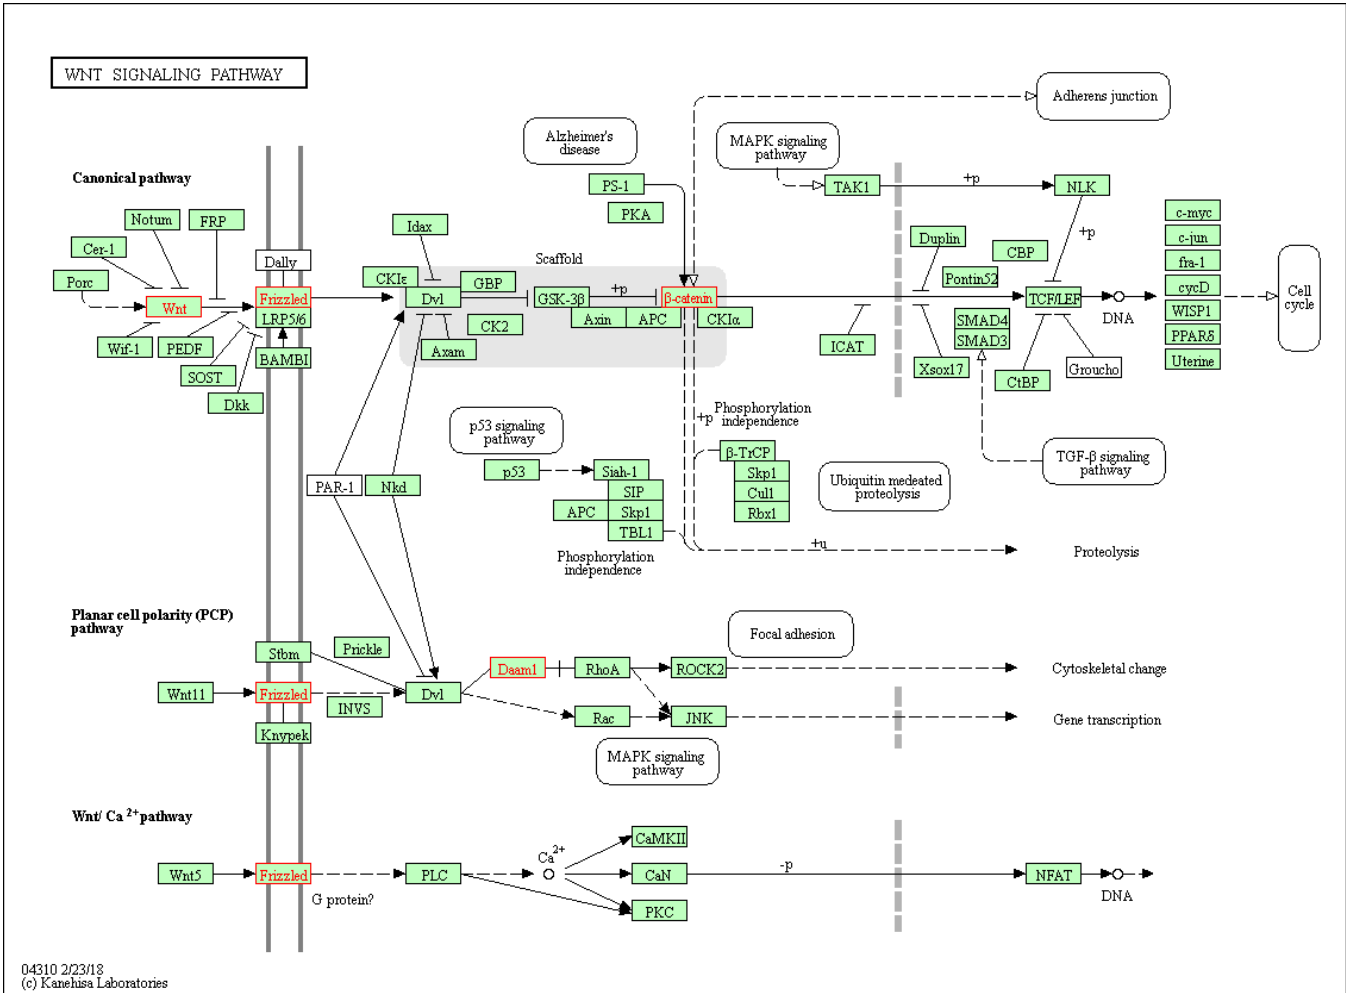 WNT SIGNALING PATHWAY
Adherens junction
Alzheimer's
disease
MAPK signaling
pathway
Canonical pathway
PS-1
TAK1
+p
NLK
PKA
Notum
FRP
Idax
Duplin
+p
CBP
c-myc
c-jun
fra-1
cycD
WISP1
PPARδ
Uterine
Cell
cycle
Cer-1
Dally
Scaffold
Porc
CKIε
GBP
Pontin52
Wnt
Frizzled
Dvl
GSK-3β
+p
β-catenin
TCF/LEF
DNA
LRP5/6
CK2
Axin
APC
CKIα
SMAD4
SMAD3
Wif-1
PEDF
BAMBI
Axam
ICAT
SOST
Xsox17
CtBP
Groucho
Dkk
p53 signaling
pathway
+p
Phosphorylation
independence
β-TrCP
Skp1
Cul1
Rbx1
Ubiquitin medeated
proteolysis
TGF-β signaling
pathway
p53
Siah-1
SIP
APC
Skp1
TBL1
PAR-1
Nkd
Phosphorylation
independence
+u
Proteolysis
Planar cell polarity (PCP)
pathway
Focal adhesion
Stbm
Prickle
Daam1
RhoA
ROCK2
Cytoskeletal change
Wnt11
Frizzled
INVS
Dvl
Rac
JNK
Gene transcription
Knypek
MAPK signaling
pathway
Wnt/ Ca 2+ pathway
CaMKII
Ca2+
Wnt5
Frizzled
G protein?
PLC
CaN
-p
NFAT
DNA
PKC
04310 2/23/18
(c) Kanehisa Laboratories